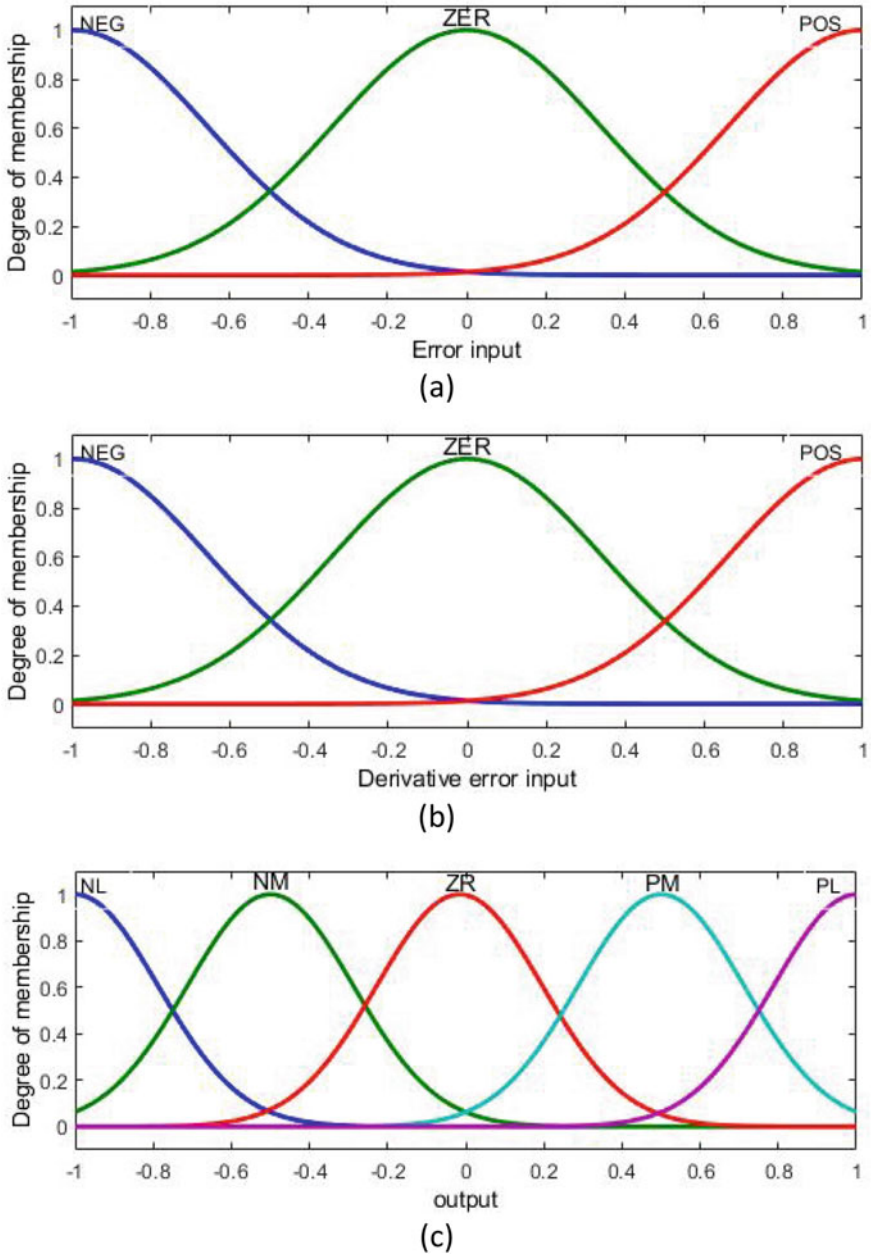 NEG ZER POS
1
0.8
0.6
0.4
0.2
0
Degree of membership
-1 -0.8 -0.6 -0.4 -0.2 0 0.2 0.4 0.6 0.8 1
Error input
(a)
NEG ZER POS
1
0.8
0.6
0.4
0.2
0
Degree of membership
-1 -0.8 -0.6 -0.4 -0.2 0 0.2 0.4 0.6 0.8 1
Derivative error input
(b)
NL NM ZR PM PL
1
0.8
0.6
0.4
0.2
0
Degree of membership
-1 -0.8 -0.6 -0.4 -0.2 0 0.2 0.4 0.6 0.8 1
output
(c)